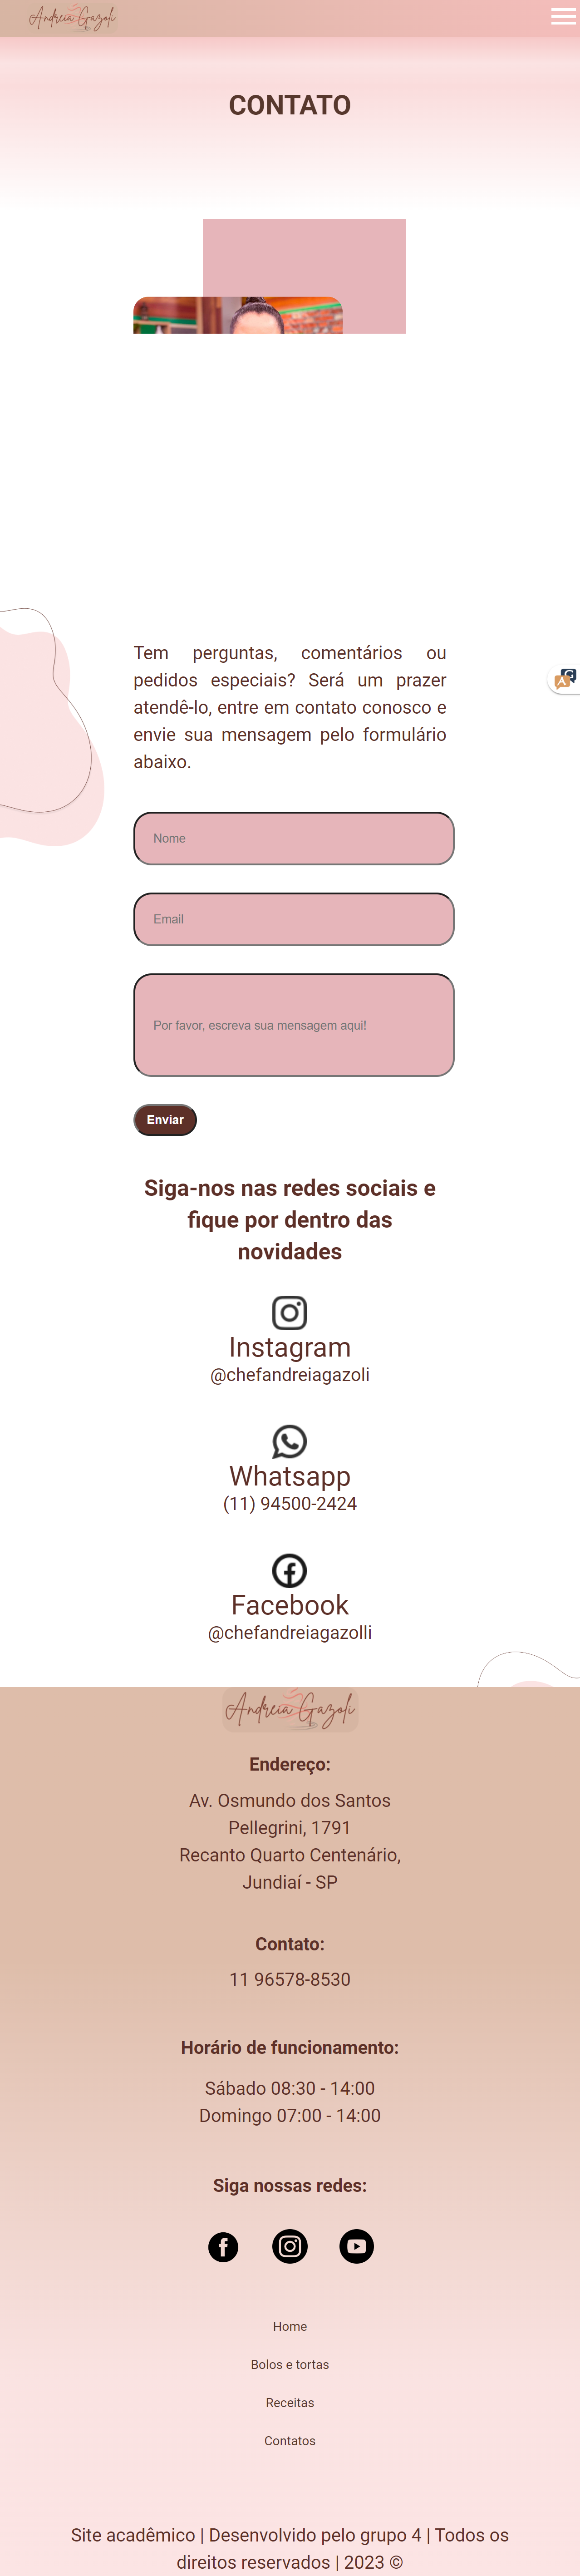 Andreia Gazoli
CONTATO
Tem perguntas, comentários ou
pedidos especiais? Será um prazer
atendê-lo, entre em contato conosco e
envie sua mensagem pelo formulário
abaixo.
Nome
Email
Por favor, escreva sua mensagem aqui!
Enviar
Siga-nos nas redes sociais e
fique por dentro das
novidades
Instagram
@chefandreiagazoli
Whatsapp
(11) 94500-2424
Facebook
@chefandreiagazolli
Andreia Gazoli
Endereço:
Av. Osmundo dos Santos
Pellegrini, 1791
Recanto Quarto Centenário,
Jundiaí - SP
Contato:
11 96578-8530
Horário de funcionamento:
Sábado 08:30 - 14:00
Domingo 07:00 - 14:00
Siga nossas redes:
Home
Bolos e tortas
Receitas
Contatos
Site acadêmico | Desenvolvido pelo grupo 4 | Todos os
direitos reservados | 2023 ©